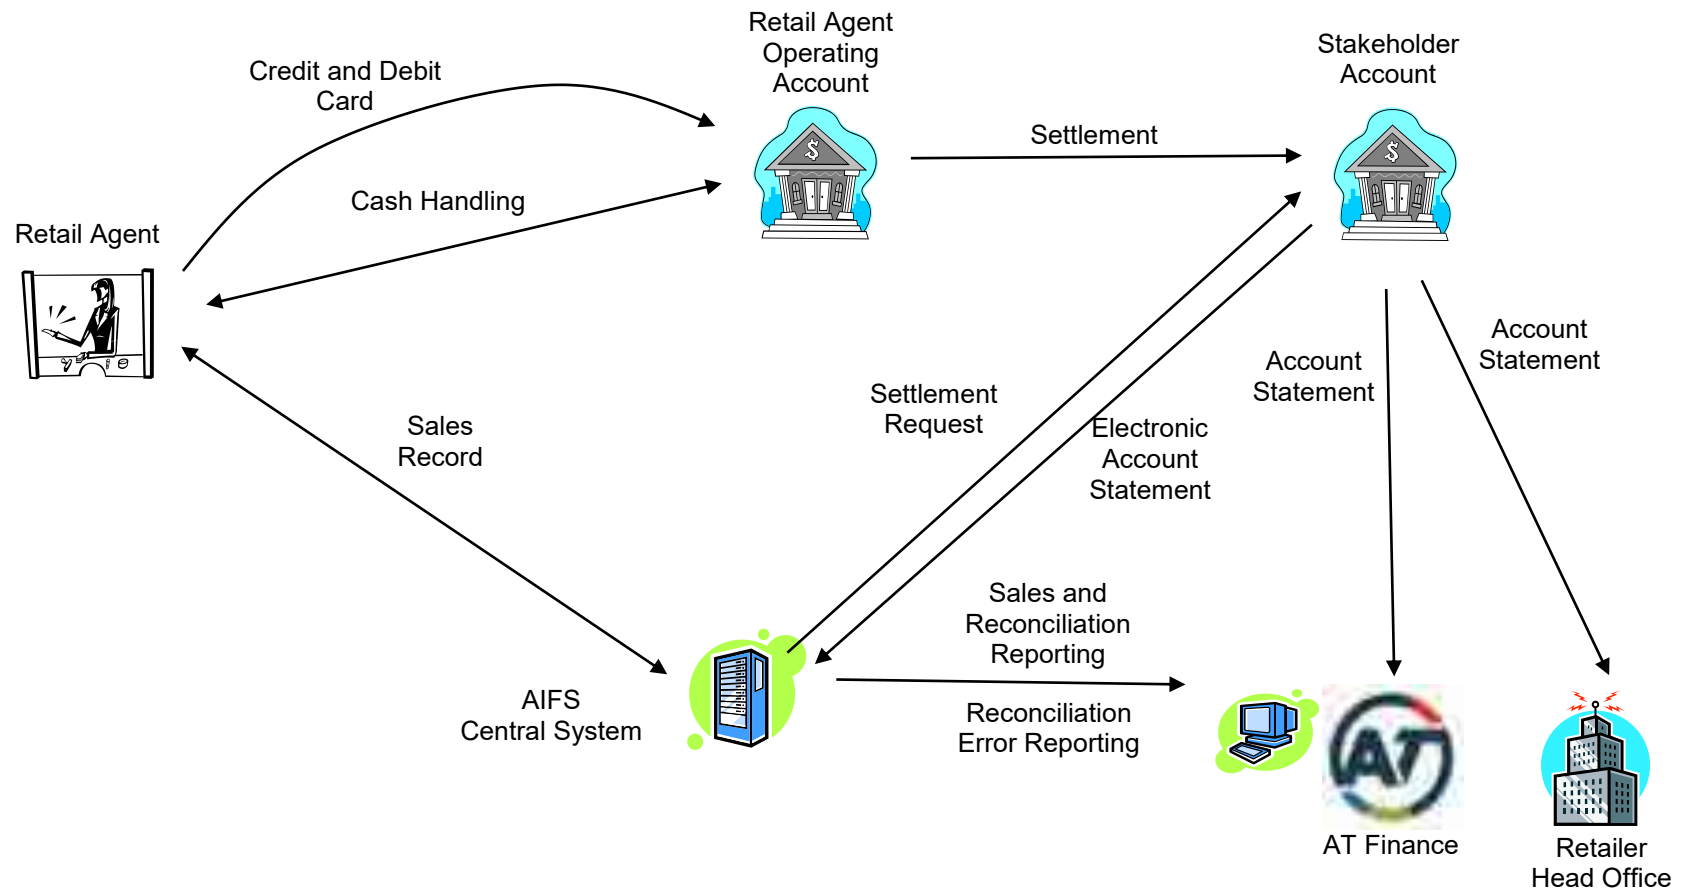 Retail Agent
Operating
Account
Stakeholder
Account
Credit and Debit
Card
Settlement
Cash Handling
Retail Agent
$
$
Account
Statement
Account
Statement
Settlement
Request
Electronic
Account
Statement
Sales
Record
Sales and
Reconciliation
Reporting
AIFS
Central System
Reconciliation
Error Reporting
AT
AT Finance
Retailer
Head Office